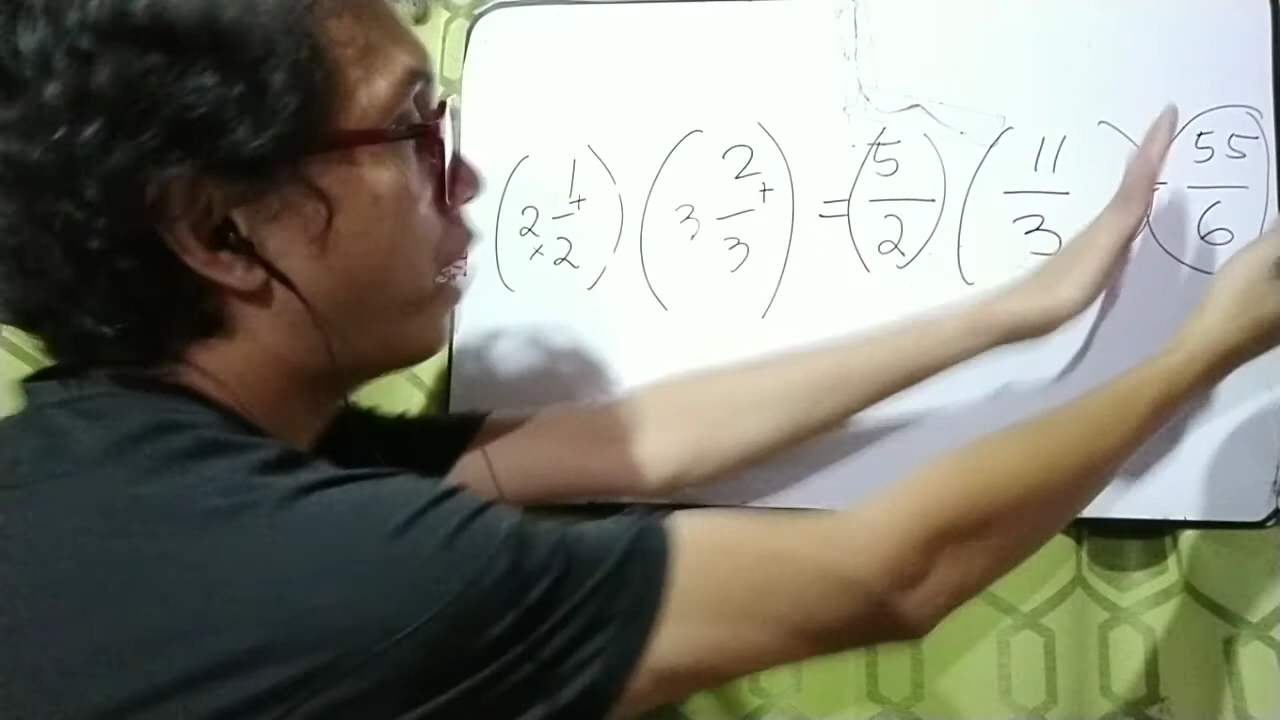 (2 × 1/2 +) (3 2/3 +) = (5/2) (11/3) = (55/6)